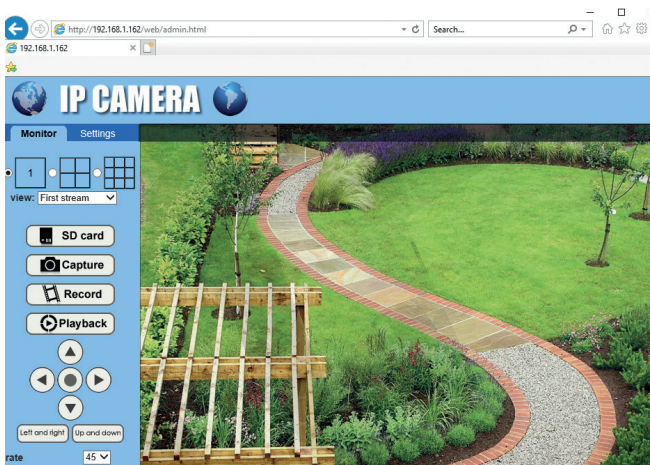 http://192.168.1.162/web/admin.html
Search...
192.168.1.162
IP CAMERA
Monitor Settings
1
view: First stream
SD card
Capture
Record
Playback
Left and right Up and down
rate 45